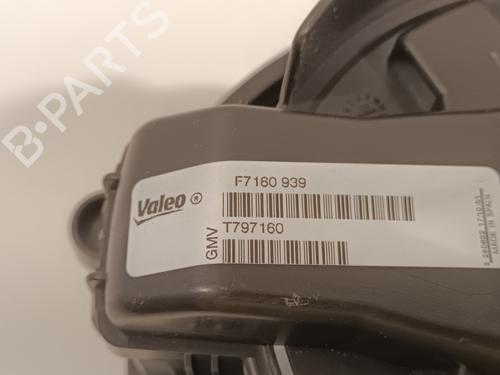 B-PARTS
Valeo ®
F7160 939
GMV
T797160
MADE IN SPAIN